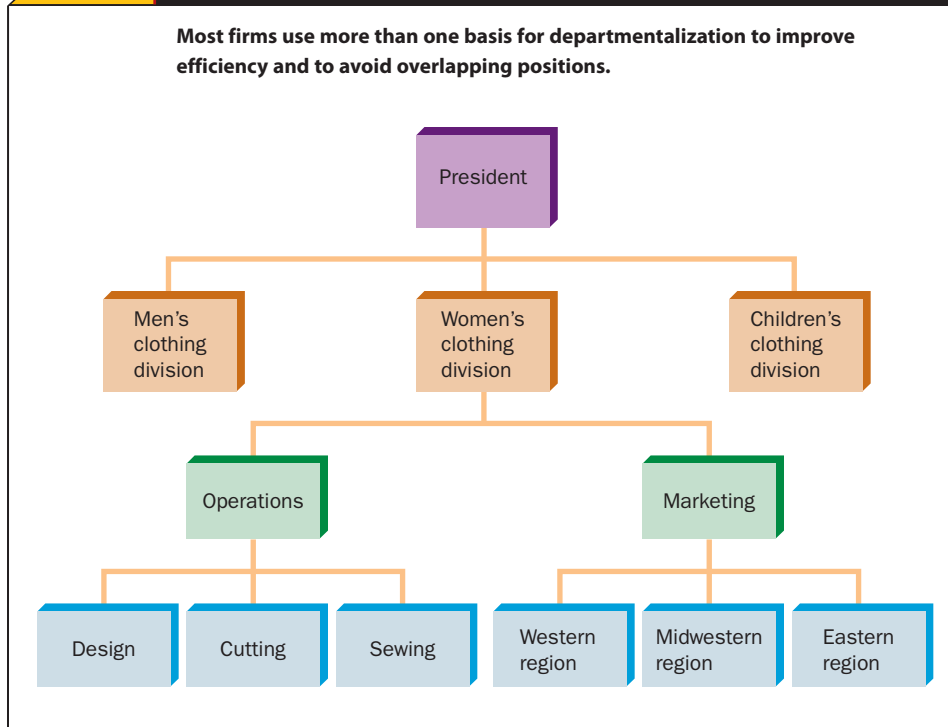 Most firms use more than one basis for departmentalization to improve
efficiency and to avoid overlapping positions.
President
Men’s
clothing
division
Women’s
clothing
division
Children’s
clothing
division
Operations
Marketing
Design
Cutting
Sewing
Western
region
Midwestern
region
Eastern
region